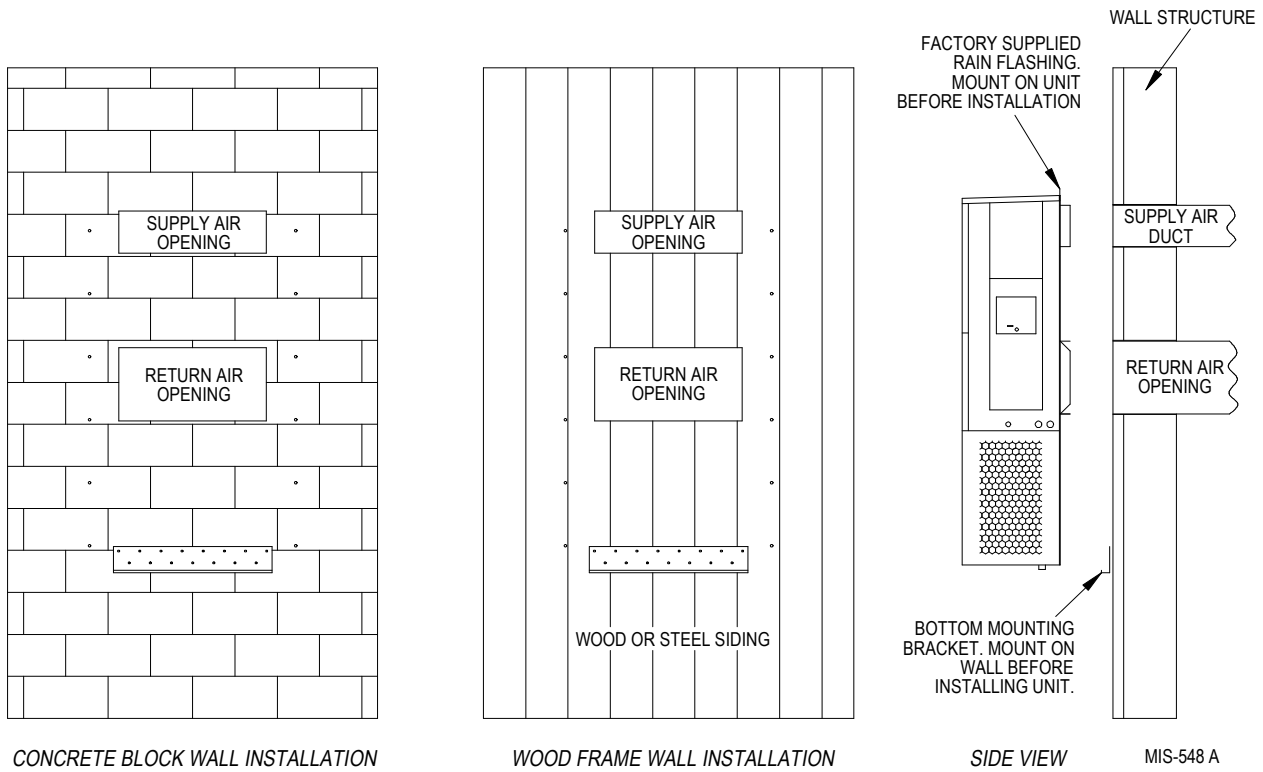 WALL STRUCTURE
FACTORY SUPPLIED
RAIN FLASHING.
MOUNT ON UNIT
BEFORE INSTALLATION
SUPPLY AIR
OPENING
RETURN AIR
OPENING
SUPPLY AIR
OPENING
RETURN AIR
OPENING
WOOD OR STEEL SIDING
SUPPLY AIR
DUCT
RETURN AIR
OPENING
BOTTOM MOUNTING
BRACKET. MOUNT ON
WALL BEFORE
INSTALLING UNIT.
CONCRETE BLOCK WALL INSTALLATION
WOOD FRAME WALL INSTALLATION
SIDE VIEW
MIS-548 A